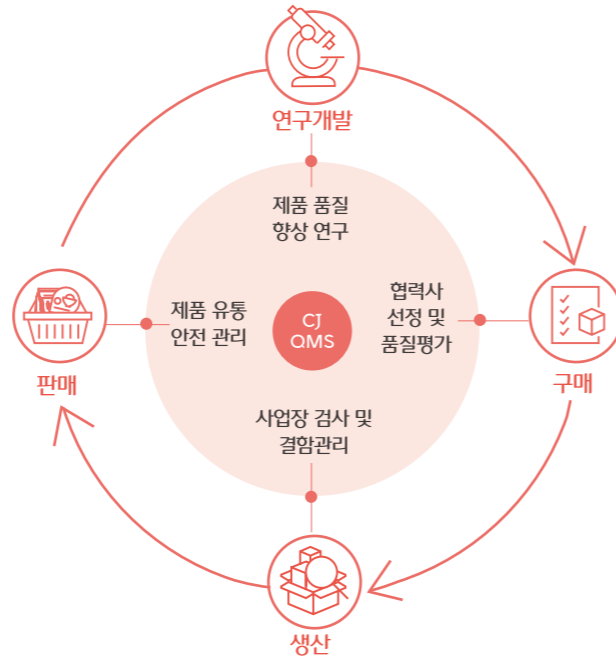 연구개발
제품 품질
향상 연구
협력사
선정 및
품질평가
구매
제품 유통
안전 관리
판매
CJ
QMS
사업장 검사 및
결함관리
생산